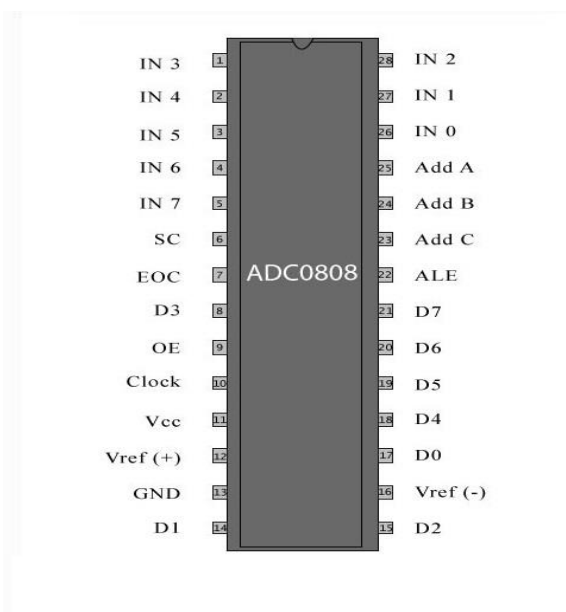 IN 3 1 28 IN 2
IN 4 2 27 IN 1
IN 5 3 26 IN 0
IN 6 4 25 Add A
IN 7 5 24 Add B
SC 6 23 Add C
EOC 7 ADC0808 22 ALE
D3 8 21 D7
OE 9 20 D6
Clock 10 19 D5
Vcc 11 18 D4
Vref (+) 12 17 D0
GND 13 16 Vref (-)
D1 14 15 D2